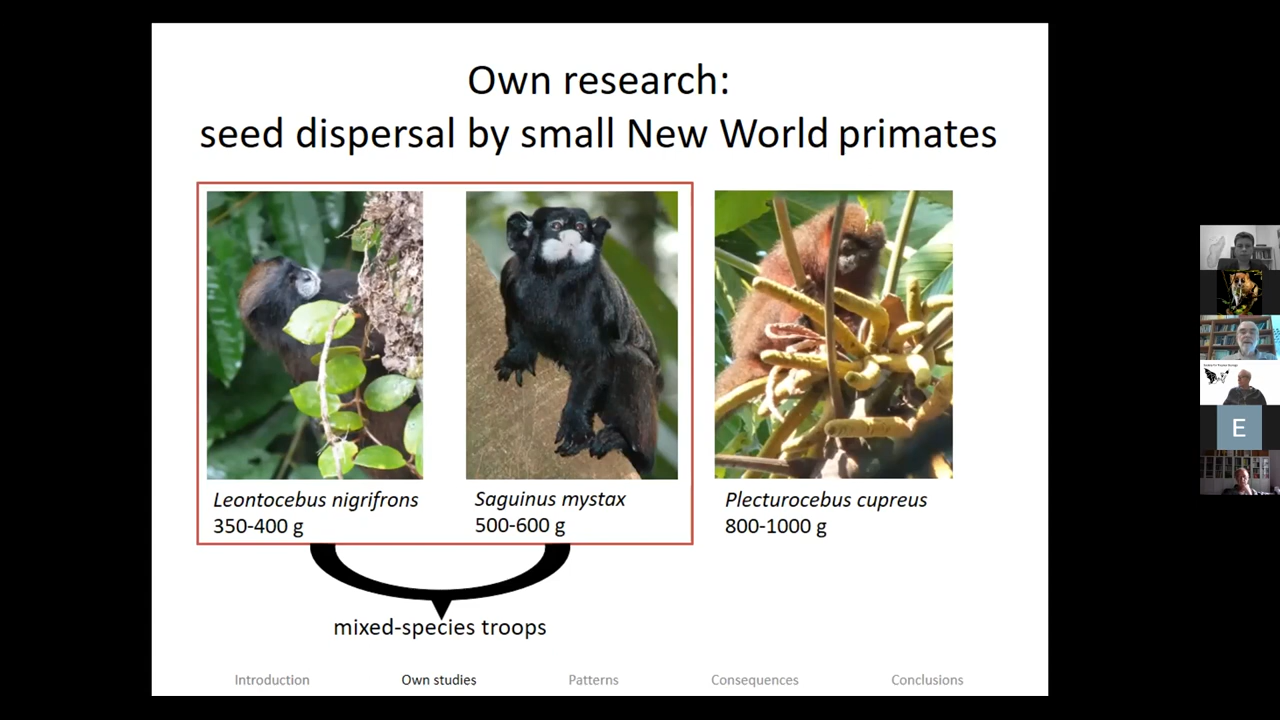 Own research:
seed dispersal by small New World primates
Leontocebus nigrifrons
350-400 g
Saguinus mystax
500-600 g
Plecturocebus cupreus
800-1000 g
mixed-species troops
Introduction
Own studies
Patterns
Consequences
Conclusions
E